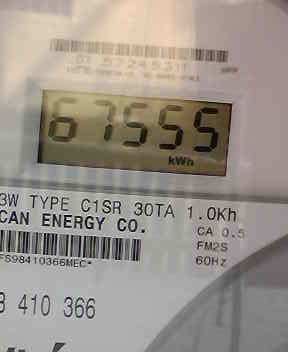 67555
kWh
3W TYPE C1SR 30TA 1.0Kh
CAN ENERGY CO.
CA 0.5
FM2S
60Hz
FS98410366MEC*
3 410 366